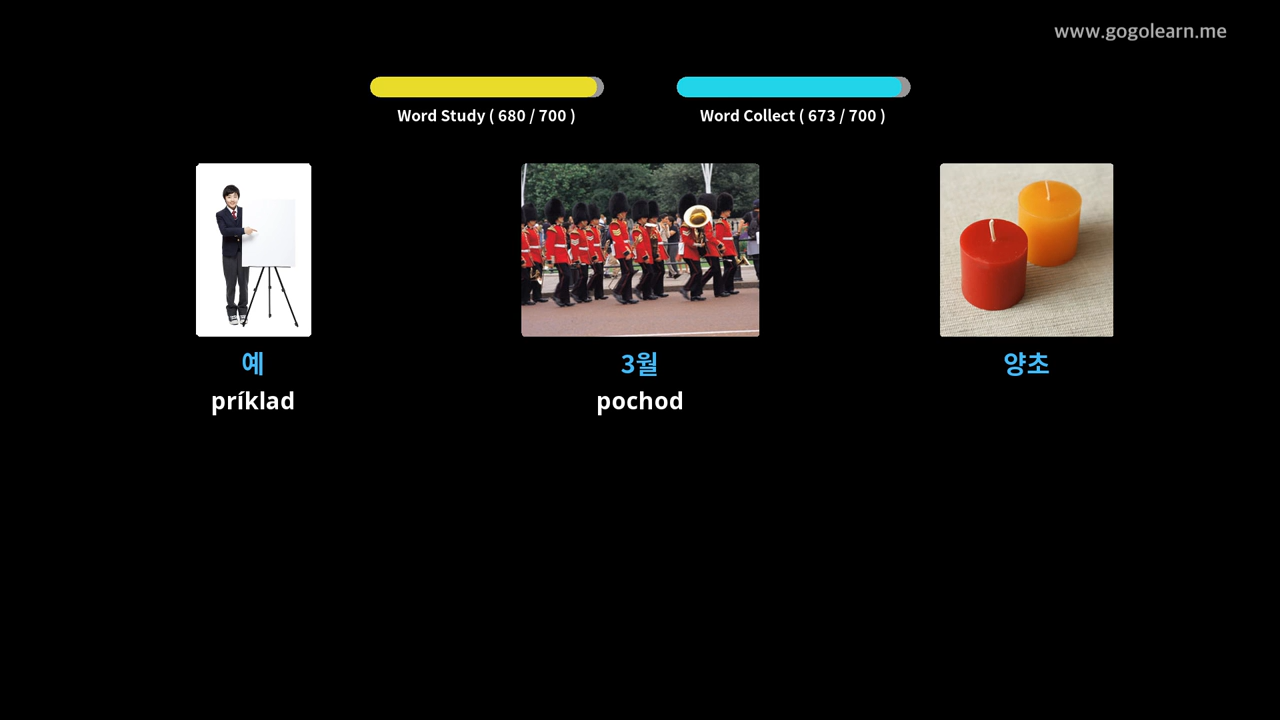 www.gogolearn.me
Word Study ( 680 / 700 )
Word Collect ( 673 / 700 )
예
príklad
3월
pochod
양초